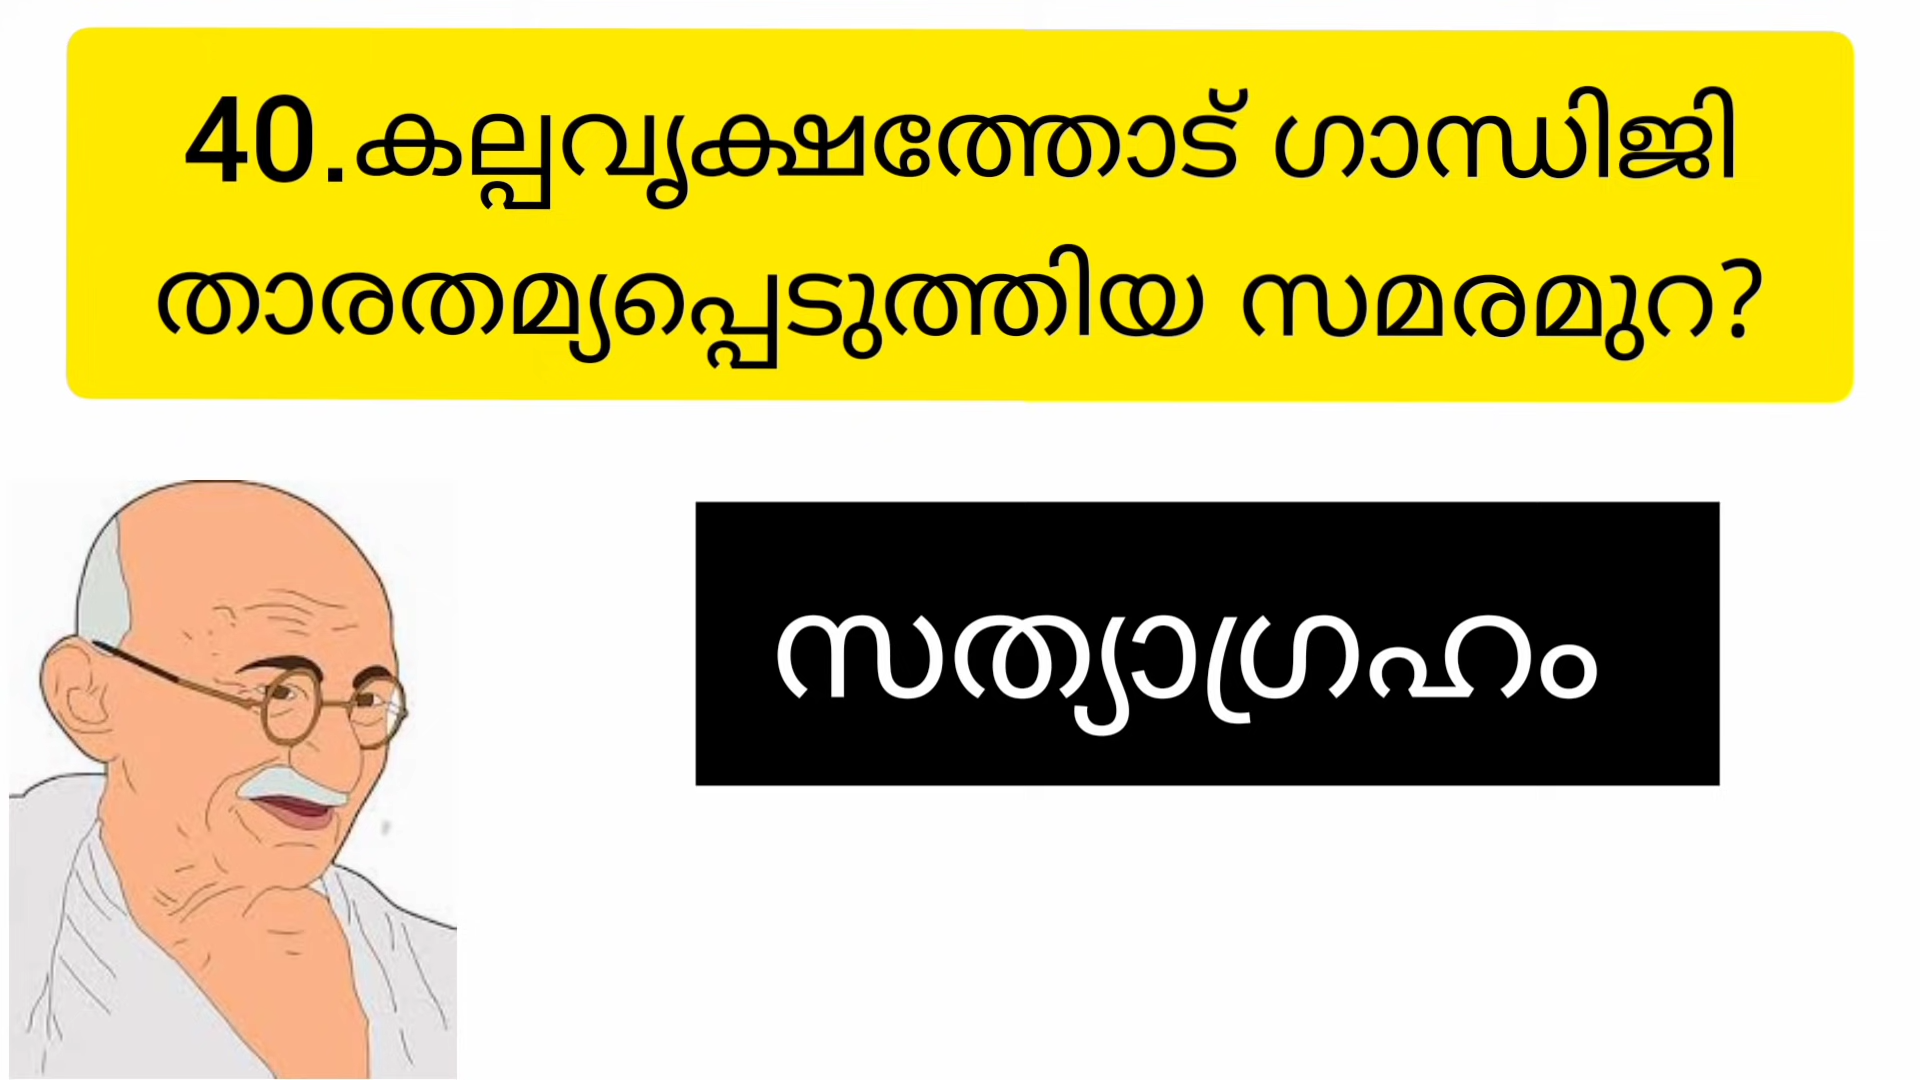 40.കല്പവൃക്ഷത്തോട് ഗാന്ധിജി
താരതമ്യപ്പെടുത്തിയ സമരമുറ?
സത്യാഗ്രഹം